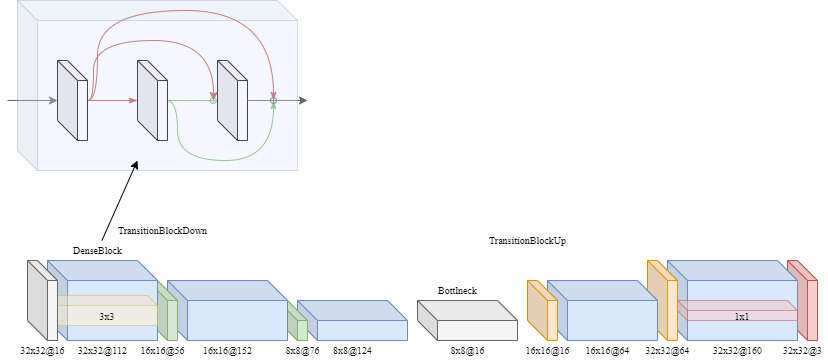 TransitionBlockDown
TransitionBlockUp
DenseBlock
Bottlneck
3x3
1x1
32x32@16 32x32@112 16x16@56 16x16@152 8x8@76 8x8@124 8x8@16 16x16@16 16x16@64 32x32@64 32x32@160 32x32@3